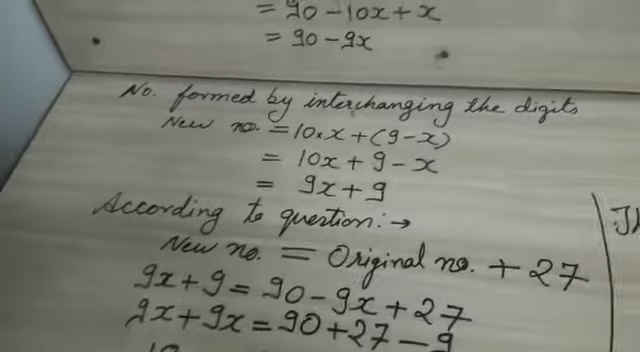 = 90 - 10x + x
= 90 - 9x
No. formed by interchanging the digits
New no. = 10.x + (9-x)
= 10x + 9 - x
= 9x + 9
According to question:→
New no. = Original no. + 27
9x + 9 = 90 - 9x + 27
9x + 9x = 90 + 27 - 9